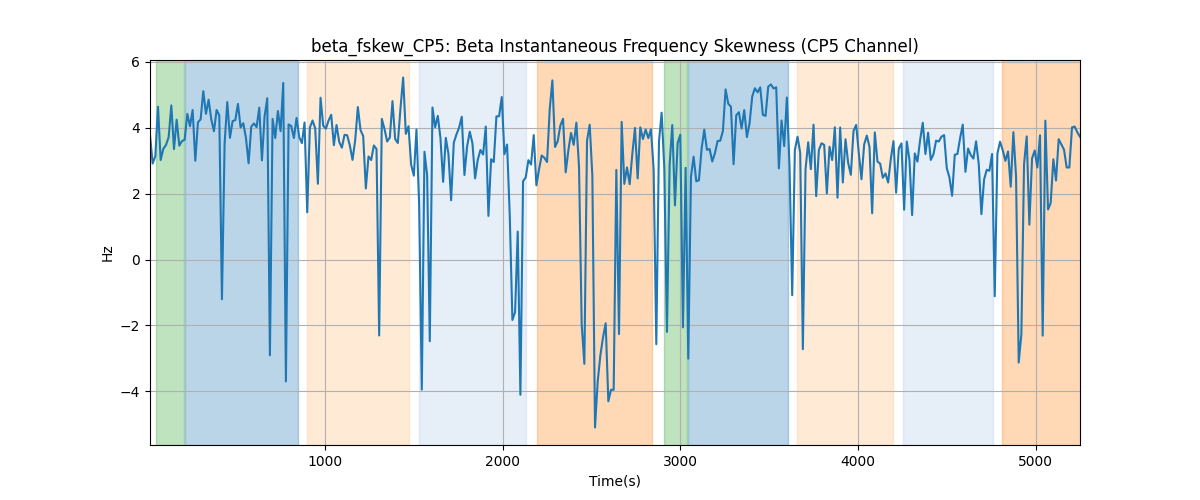 beta_fskew_CP5: Beta Instantaneous Frequency Skewness (CP5 Channel)
6
4
2
0
−2
−4
Hz
1000 2000 3000 4000 5000
Time(s)